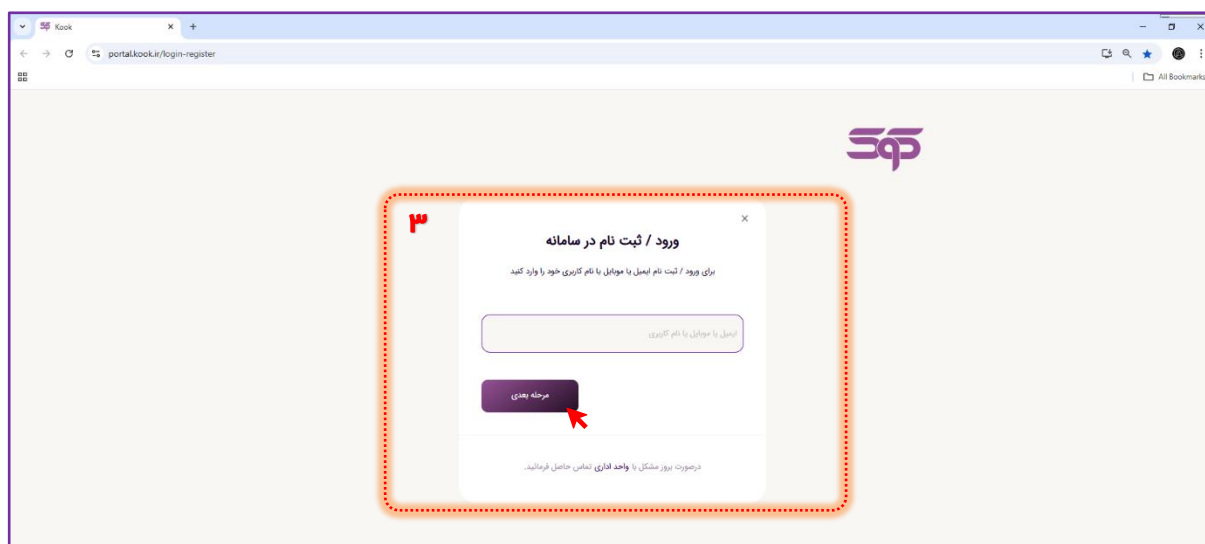 Kook
portal.kook.ir/login-register
All Bookmarks
کوک
۳
ورود / ثبت نام در سامانه
برای ورود / ثبت نام ایمیل یا موبایل یا نام کاربری خود را وارد کنید
ایمیل یا موبایل یا نام کاربری
مرحله بعدی
درصورت بروز مشکل با واحد اداری تماس حاصل فرمائید.